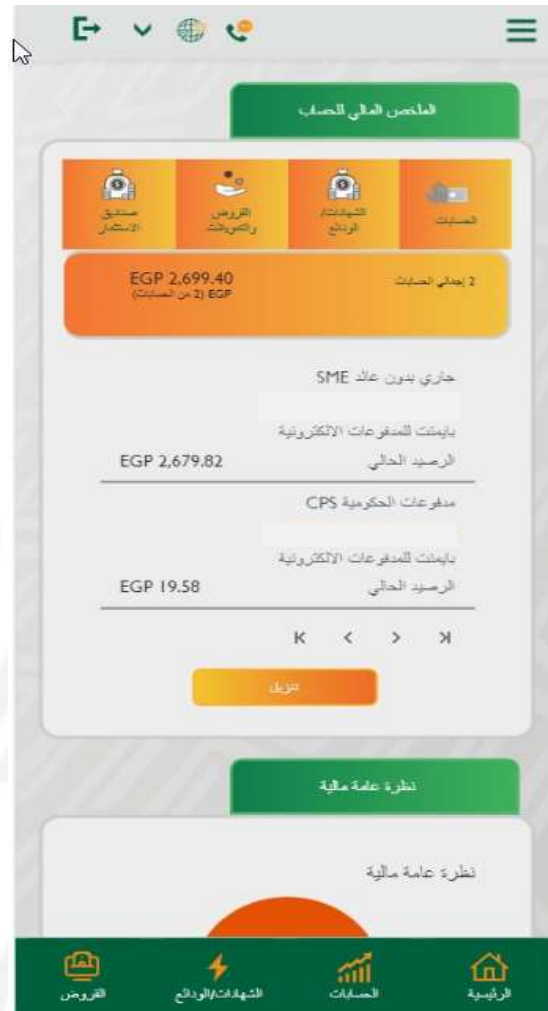 الملخص المالي للحساب
الحسابات
الشهادات/
الودائع
القروض
والتمويلات
صناديق
الاستثمار
2 إجمالي الحسابات
EGP 2,699.40
EGP (2 من الحسابات)
جاري بدون عائد SME
بايمنت للمدفوعات الالكترونية
الرصيد الحالي
EGP 2,679.82
مدفوعات الحكومية CPS
بايمنت للمدفوعات الالكترونية
الرصيد الحالي
EGP 19.58
تنزيل
نظرة عامة مالية
نظرة عامة مالية
الرئيسية
الحسابات
الشهادات/الودائع
القروض